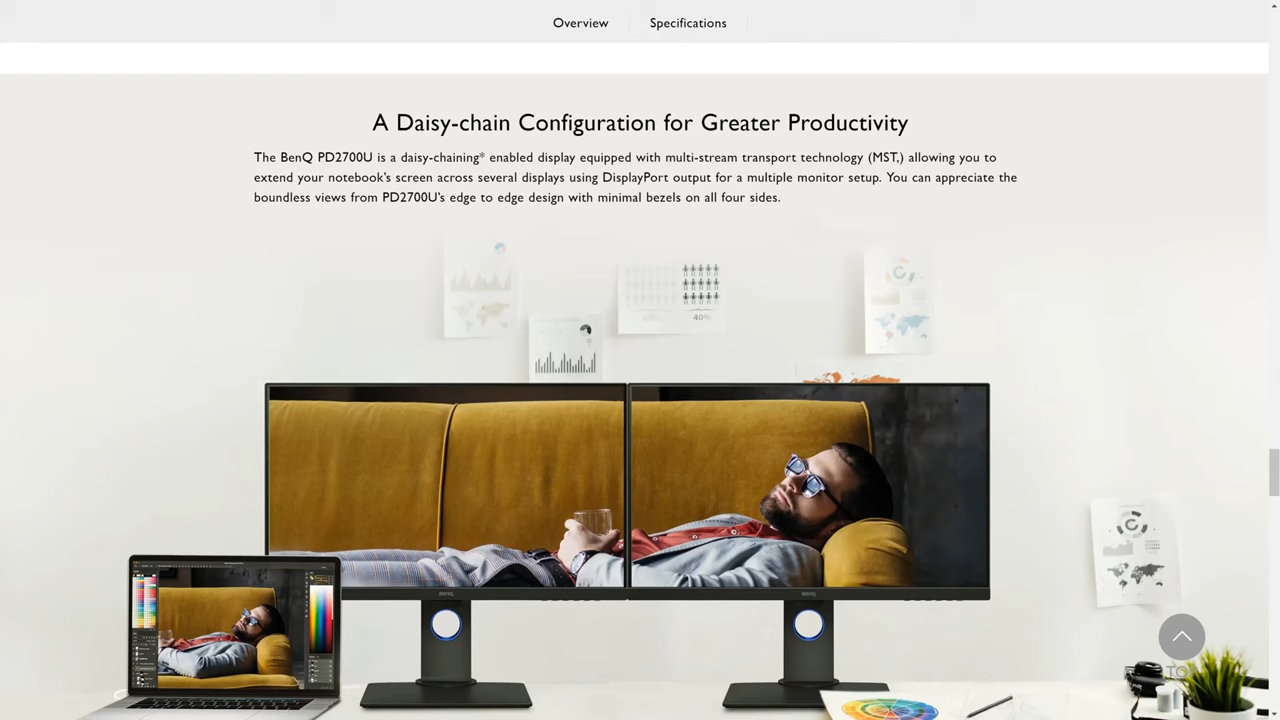 Overview
Specifications
A Daisy-chain Configuration for Greater Productivity
The BenQ PD2700U is a daisy-chaining* enabled display equipped with multi-stream transport technology (MST,) allowing you to
extend your notebook’s screen across several displays using DisplayPort output for a multiple monitor setup. You can appreciate the
boundless views from PD2700U’s edge to edge design with minimal bezels on all four sides.
40%
BenQ
BenQ